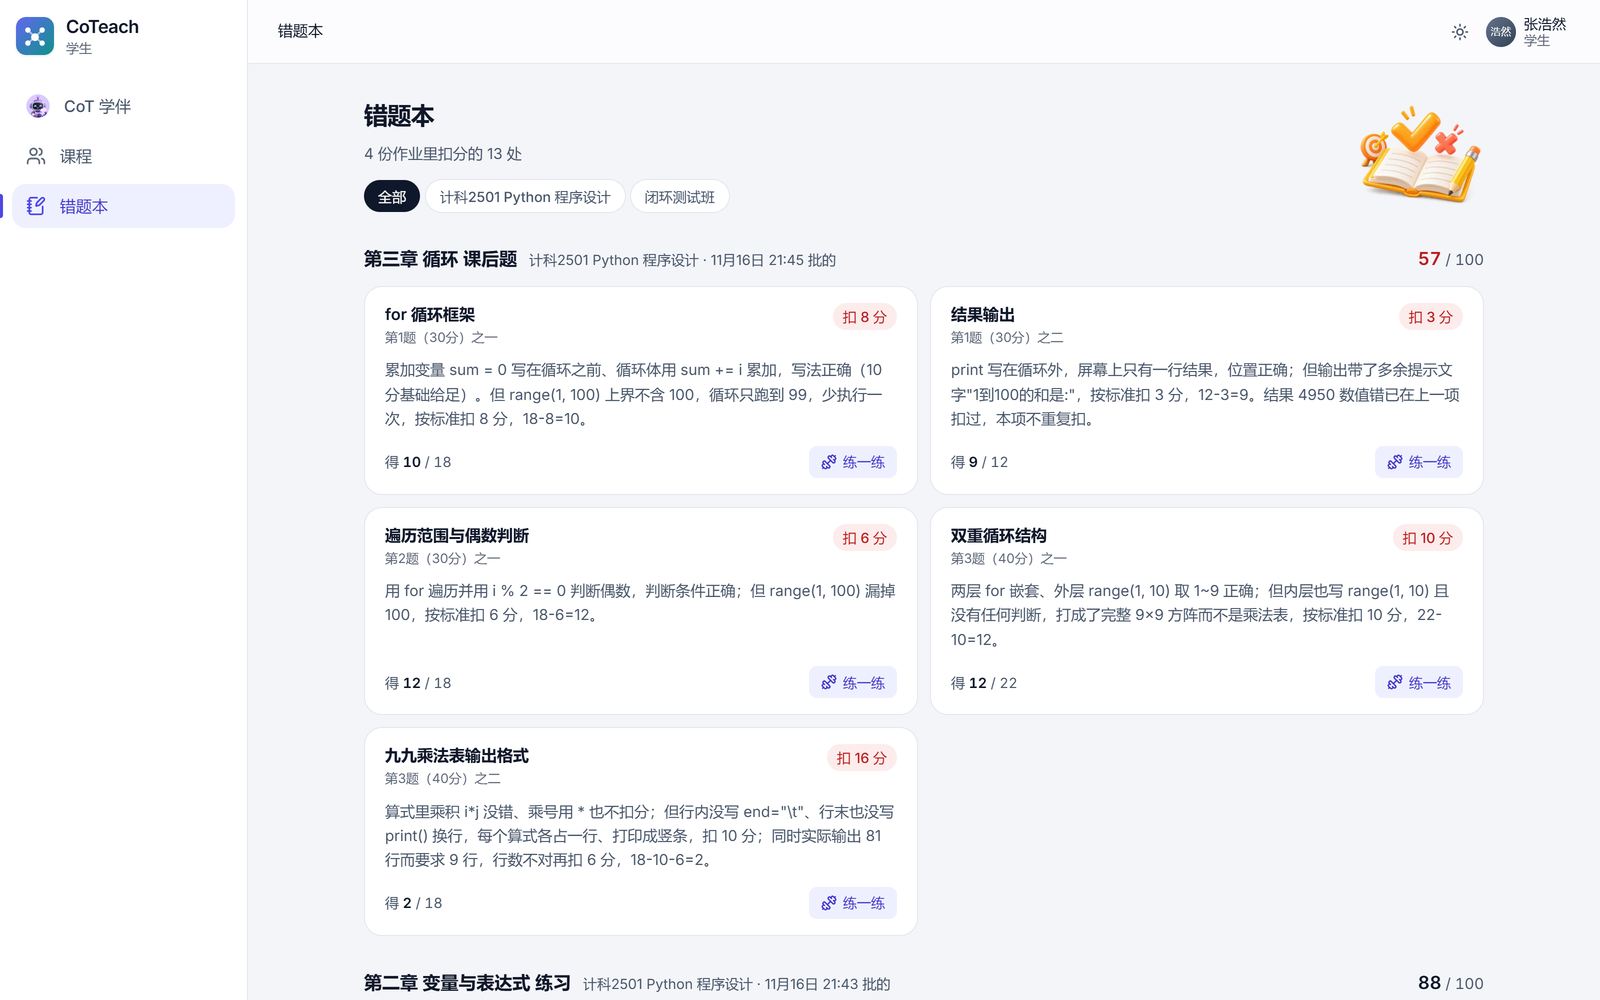 CoTeach
学生
CoT 学伴
课程
错题本
错题本
浩然
张浩然
学生
错题本
4 份作业里扣分的 13 处
全部
计科2501 Python 程序设计
闭环测试班
第三章 循环 课后题 计科2501 Python 程序设计 · 11月16日 21:45 批的
57 / 100
for 循环框架
扣 8 分
第1题（30分）之一
累加变量 sum = 0 写在循环之前、循环体用 sum += i 累加，写法正确（10
分基础给足）。但 range(1, 100) 上界不含 100，循环只跑到 99，少执行一
次，按标准扣 8 分，18-8=10。
得 10 / 18
练一练
结果输出
扣 3 分
第1题（30分）之二
print 写在循环外，屏幕上只有一行结果，位置正确；但输出带了多余提示文
字"1到100的和是:"，按标准扣 3 分，12-3=9。结果 4950 数值错已在上一项
扣过，本项不重复扣。
得 9 / 12
练一练
遍历范围与偶数判断
扣 6 分
第2题（30分）之一
用 for 遍历并用 i % 2 == 0 判断偶数，判断条件正确；但 range(1, 100) 漏掉
100，按标准扣 6 分，18-6=12。
得 12 / 18
练一练
双重循环结构
扣 10 分
第3题（40分）之一
两层 for 嵌套、外层 range(1, 10) 取 1~9 正确；但内层也写 range(1, 10) 且
没有任何判断，打成了完整 9×9 方阵而不是乘法表，按标准扣 10 分，22-
10=12。
得 12 / 22
练一练
九九乘法表输出格式
扣 16 分
第3题（40分）之二
算式里乘积 i*j 没错、乘号用 * 也不扣分；但行内没写 end="\t"、行末也没写
print() 换行，每个算式各占一行、打印成竖条，扣 10 分；同时实际输出 81
行而要求 9 行，行数不对再扣 6 分，18-10-6=2。
得 2 / 18
练一练
第二章 变量与表达式 练习 计科2501 Python 程序设计 · 11月16日 21:43 批的
88 / 100